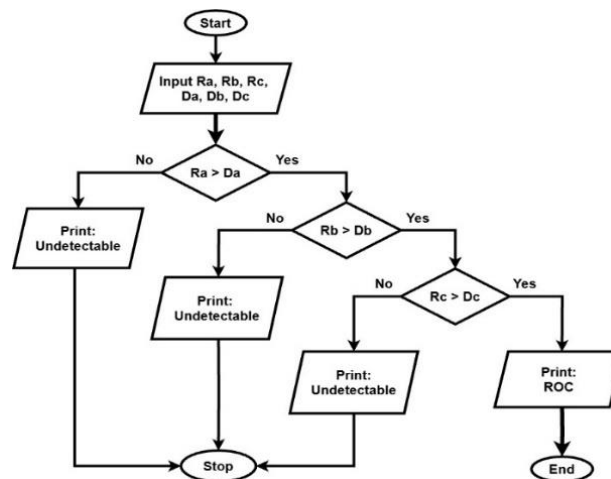 Start
Input Ra, Rb, Rc,
Da, Db, Dc
No
Ra > Da
Yes
Print:
Undetectable
No
Rb > Db
Yes
Print:
Undetectable
No
Rc > Dc
Yes
Print:
Undetectable
Print:
ROC
Stop
End